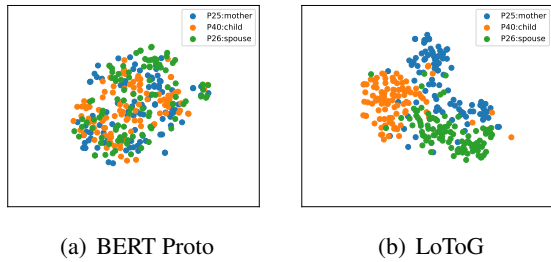 P25:mother
P40:child
P26:spouse
P25:mother
P40:child
P26:spouse
(a) BERT Proto
(b) LoToG